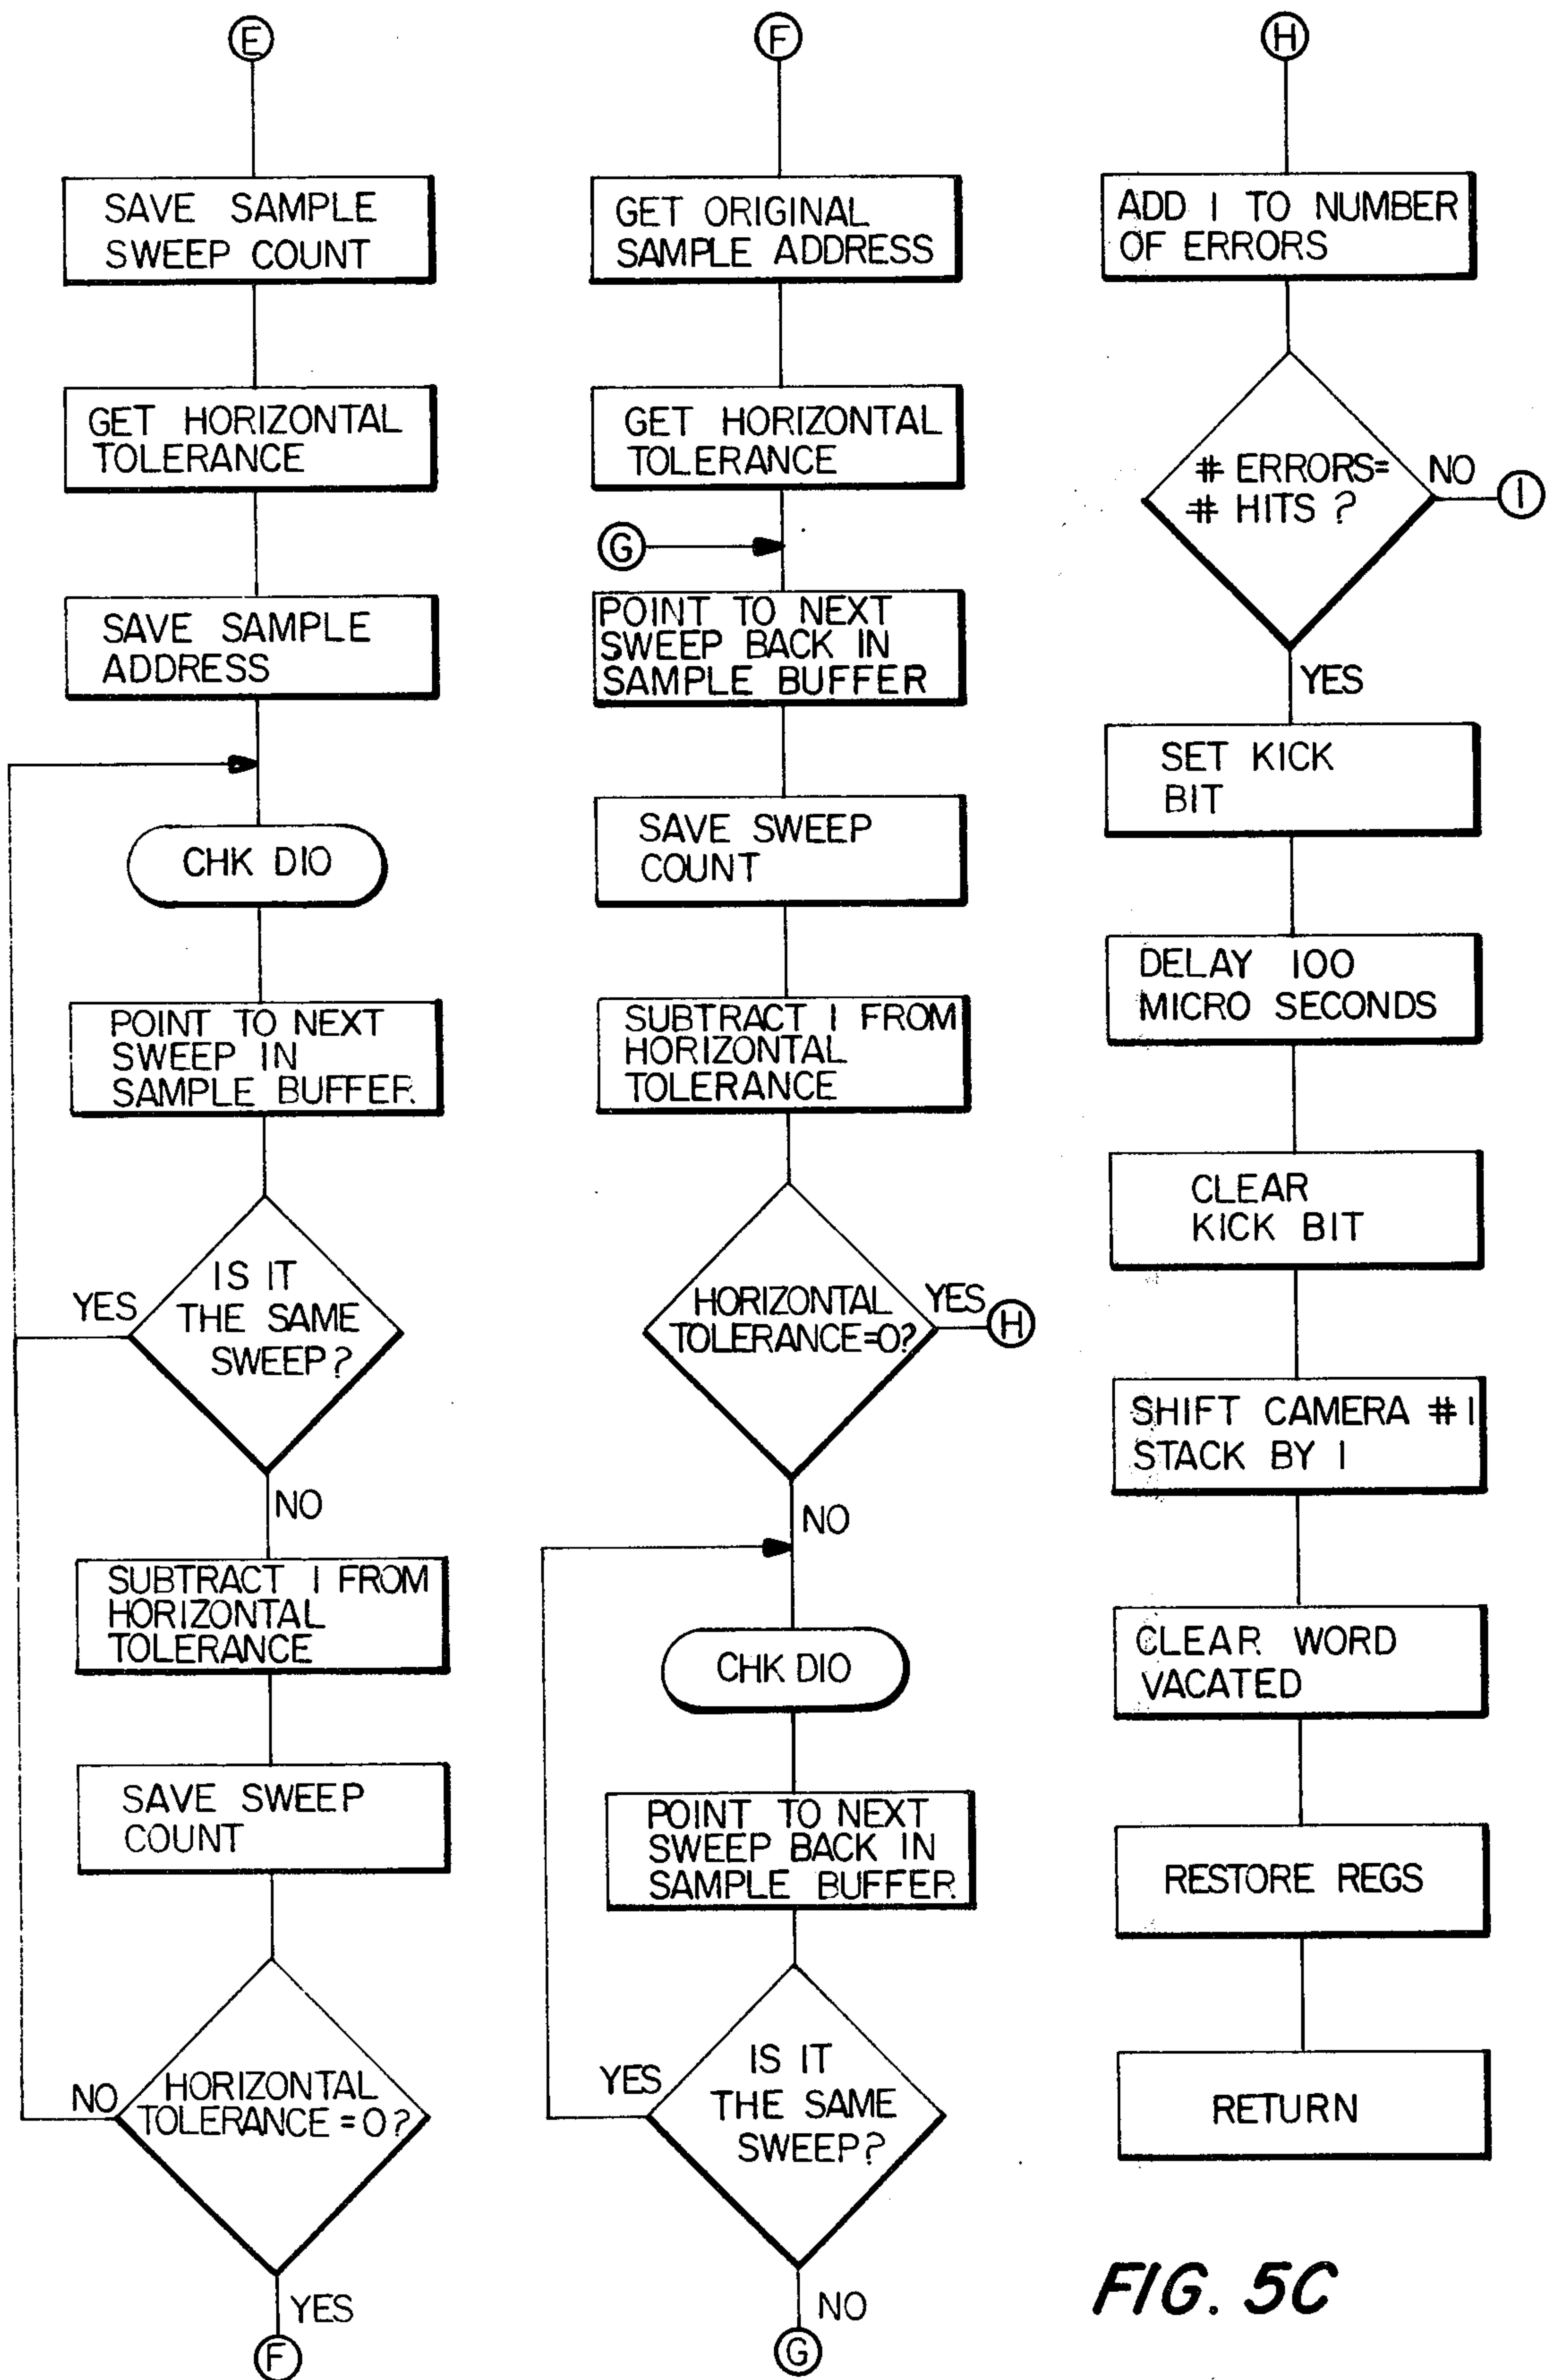 E
SAVE SAMPLE
SWEEP COUNT
GET HORIZONTAL
TOLERANCE
SAVE SAMPLE
ADDRESS
CHK DIO
POINT TO NEXT
SWEEP IN
SAMPLE BUFFER
IS IT
THE SAME
SWEEP?
YES
NO
SUBTRACT 1 FROM
HORIZONTAL
TOLERANCE
SAVE SWEEP
COUNT
HORIZONTAL
TOLERANCE=0?
NO
YES
F
F
GET ORIGINAL
SAMPLE ADDRESS
GET HORIZONTAL
TOLERANCE
G
POINT TO NEXT
SWEEP BACK IN
SAMPLE BUFFER
SAVE SWEEP
COUNT
SUBTRACT 1 FROM
HORIZONTAL
TOLERANCE
HORIZONTAL
TOLERANCE=0?
YES
H
NO
CHK DIO
POINT TO NEXT
SWEEP BACK IN
SAMPLE BUFFER
IS IT
THE SAME
SWEEP?
YES
NO
G
H
ADD 1 TO NUMBER
OF ERRORS
# ERRORS=
# HITS ?
NO
I
YES
SET KICK
BIT
DELAY 100
MICRO SECONDS
CLEAR
KICK BIT
SHIFT CAMERA #1
STACK BY 1
CLEAR WORD
VACATED
RESTORE REGS
RETURN
FIG. 5C